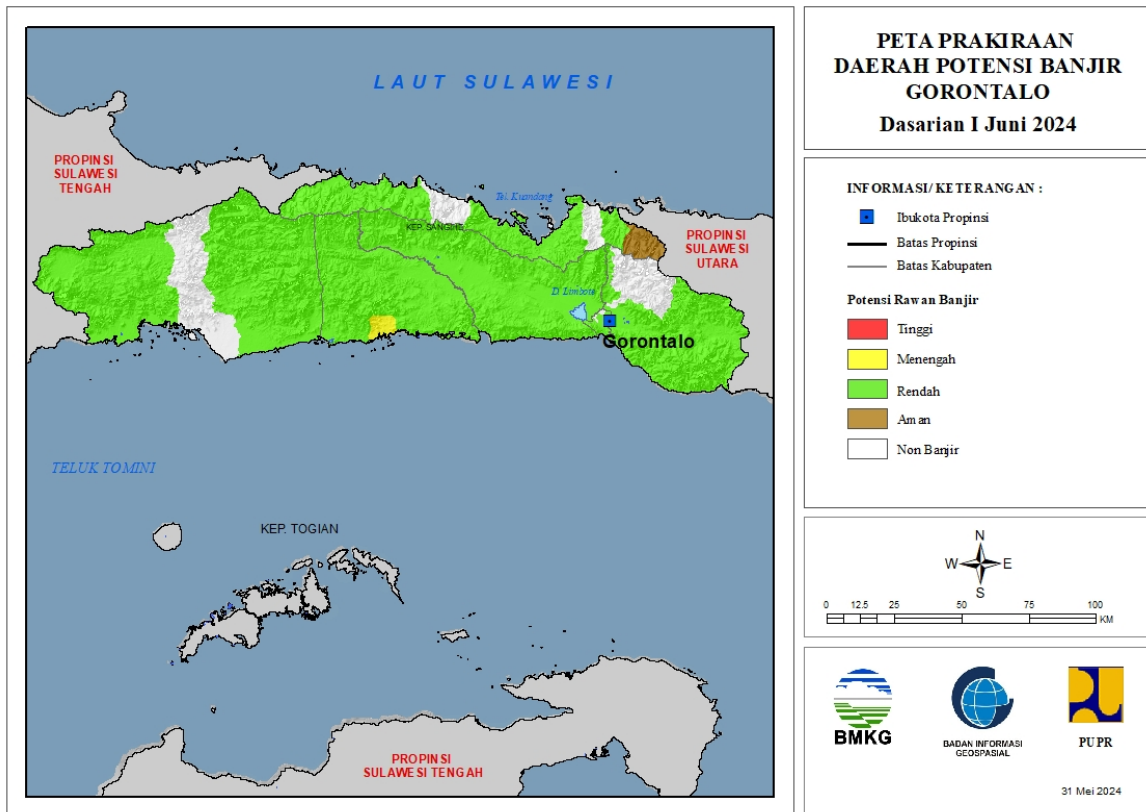 LAUT SULAWESI
PROPINSI
SULAWESI
TENGAH
Tel. Kuandang
KEP. SANGIHE
PROPINSI
SULAWESI
UTARA
D. Limboto
Gorontalo
TELUK TOMINI
KEP. TOGIAN
PROPINSI
SULAWESI TENGAH
PETA PRAKIRAAN
DAERAH POTENSI BANJIR
GORONTALO
Dasarian I Juni 2024
INFORMASI/ KETERANGAN :
Ibukota Propinsi
Batas Propinsi
Batas Kabupaten
Potensi Rawan Banjir
Tinggi
Menengah
Rendah
Aman
Non Banjir
N
W E
S
0 12.5 25 50 75 100
KM
BMKG
BADAN INFORMASI
GEOSPASIAL
PUPR
31 Mei 2024